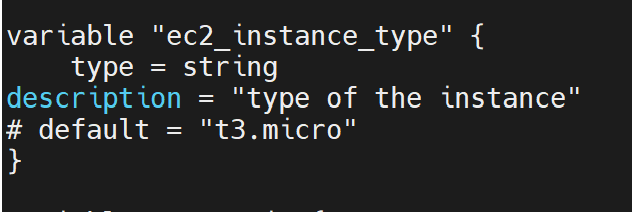 variable "ec2_instance_type" {
    type = string
description = "type of the instance"
# default = "t3.micro"
}